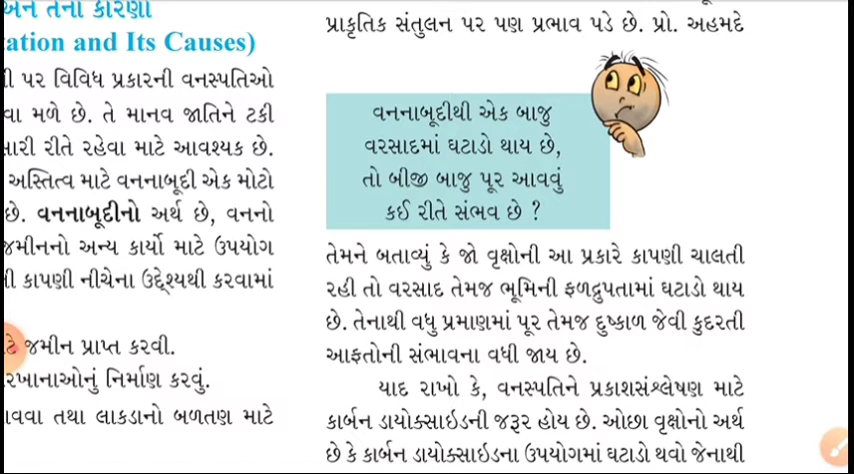 અને તેના કારણો
ation and Its Causes)
ી પર વિવિધ પ્રકારની વનસ્પતિઓ
વા મળે છે. તે માનવ જાતિને ટકી
સારી રીતે રહેવા માટે આવશ્યક છે.
અસ્તિત્વ માટે વનનાબૂદી એક મોટો
છે. વનનાબૂદીનો અર્થ છે, વનનો
જમીનનો અન્ય કાર્યો માટે ઉપયોગ
ની કાપણી નીચેના ઉદ્દેશ્યથી કરવામાં
ટે જમીન પ્રાપ્ત કરવી.
રખાનાઓનું નિર્માણ કરવું.
ાવવા તથા લાકડાનો બળતણ માટે
પ્રાકૃતિક સંતુલન પર પણ પ્રભાવ પડે છે. પ્રો. અહમદે
વનનાબૂદીથી એક બાજુ
વરસાદમાં ઘટાડો થાય છે,
તો બીજી બાજુ પૂર આવવું
કઈ રીતે સંભવ છે ?
તેમને બતાવ્યું કે જો વૃક્ષોની આ પ્રકારે કાપણી ચાલતી
રહી તો વરસાદ તેમજ ભૂમિની ફળદ્રુપતામાં ઘટાડો થાય
છે. તેનાથી વધુ પ્રમાણમાં પૂર તેમજ દુષ્કાળ જેવી કુદરતી
આફતોની સંભાવના વધી જાય છે.
યાદ રાખો કે, વનસ્પતિને પ્રકાશસંશ્લેષણ માટે
કાર્બન ડાયોક્સાઇડની જરૂર હોય છે. ઓછા વૃક્ષોનો અર્થ
છે કે કાર્બન ડાયોક્સાઇડના ઉપયોગમાં ઘટાડો થવો જેનાથી